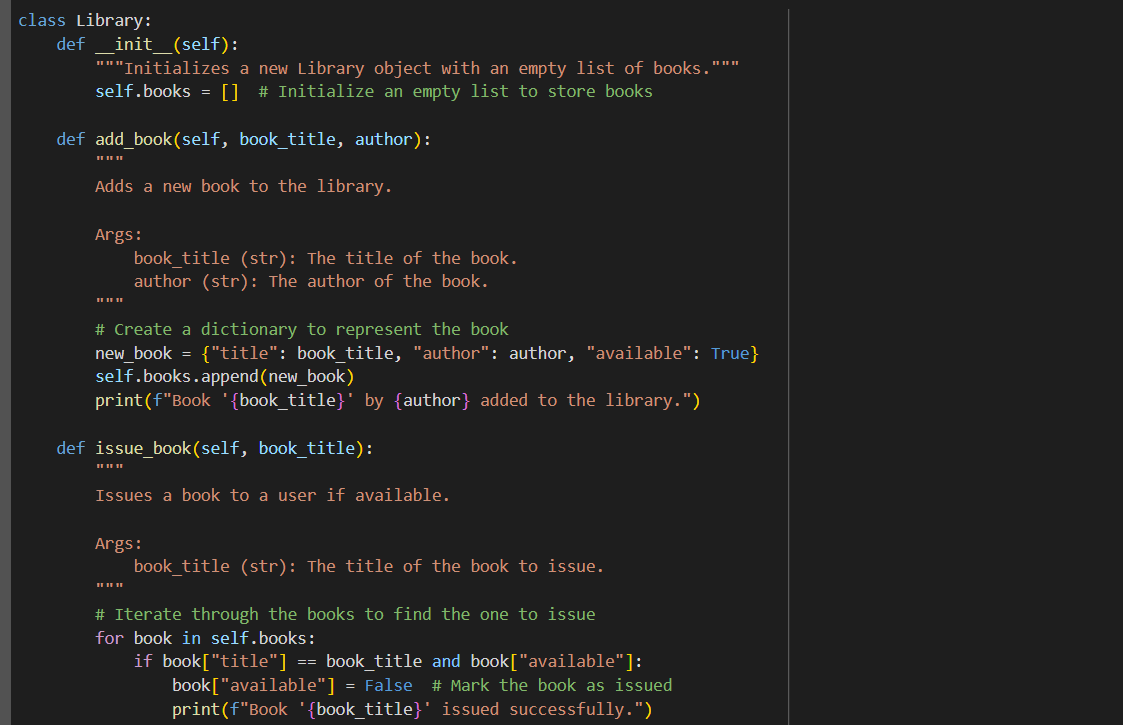 class Library:
    def __init__(self):
        """Initializes a new Library object with an empty list of books."""
        self.books = []  # Initialize an empty list to store books

    def add_book(self, book_title, author):
        """
        Adds a new book to the library.

        Args:
            book_title (str): The title of the book.
            author (str): The author of the book.
        """
        # Create a dictionary to represent the book
        new_book = {"title": book_title, "author": author, "available": True}
        self.books.append(new_book)
        print(f"Book '{book_title}' by {author} added to the library.")

    def issue_book(self, book_title):
        """
        Issues a book to a user if available.

        Args:
            book_title (str): The title of the book to issue.
        """
        # Iterate through the books to find the one to issue
        for book in self.books:
            if book["title"] == book_title and book["available"]:
                book["available"] = False  # Mark the book as issued
                print(f"Book '{book_title}' issued successfully.")